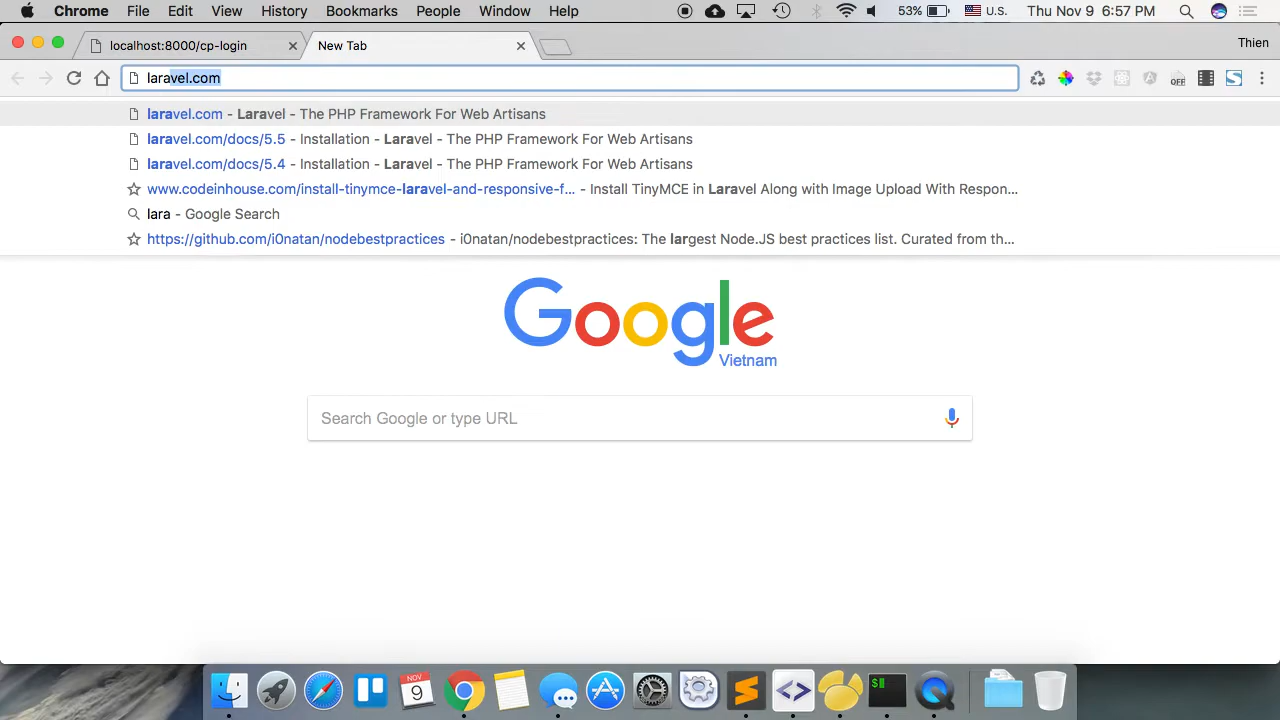 Chrome File Edit View History Bookmarks People Window Help 53% U.S. Thu Nov 9 6:57 PM
localhost:8000/cp-login New Tab Thien
laravel.com OFF
laravel.com - Laravel - The PHP Framework For Web Artisans
laravel.com/docs/5.5 - Installation - Laravel - The PHP Framework For Web Artisans
laravel.com/docs/5.4 - Installation - Laravel - The PHP Framework For Web Artisans
www.codeinhouse.com/install-tinymce-laravel-and-responsive-f... - Install TinyMCE in Laravel Along with Image Upload With Respon...
lara - Google Search
https://github.com/i0natan/nodebestpractices - i0natan/nodebestpractices: The largest Node.JS best practices list. Curated from th...
Google
Vietnam
Search Google or type URL
NOV
9
$